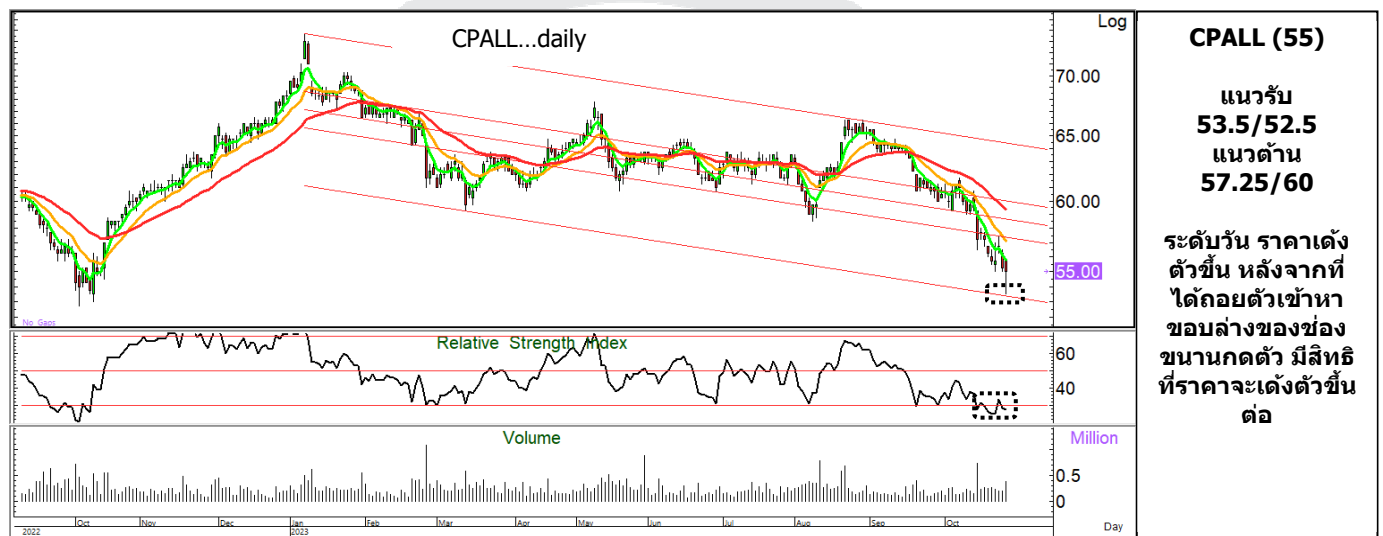 CPALL...daily
Log
70.00
65.00
60.00
55.00
No Gaps
Relative Strength Index
60
40
Volume
Million
0.5
0
Oct Nov Dec Jan Feb Mar Apr May Jun Jul Aug Sep Oct
2022 2023
Day
CPALL (55)
แนวรับ
53.5/52.5
แนวต้าน
57.25/60
ระดับวัน ราคาเด้ง
ตัวขึ้น หลังจากที่
ได้ถอยตัวเข้าหา
ขอบล่างของช่อง
ขนานกดตัว มีสิทธิ
ที่ราคาจะเด้งตัวขึ้น
ต่อ